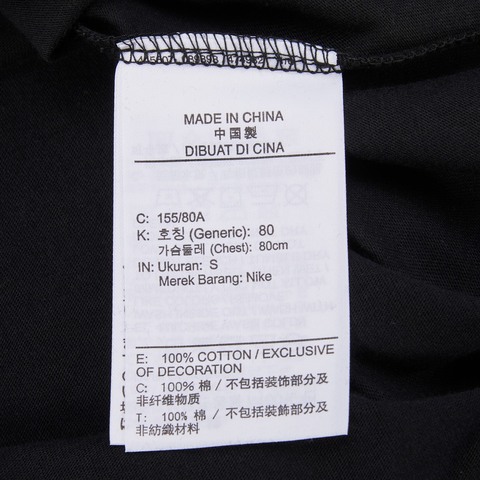 MADE IN CHINA
中国製
DIBUAT DI CINA
C: 155/80A
K: 호칭 (Generic): 80
가슴둘레 (Chest): 80cm
IN: Ukuran: S
Merek Barang: Nike
E: 100% COTTON / EXCLUSIVE
OF DECORATION
C: 100% 棉 / 不包括装饰部分及
非纤维物质
T: 100% 棉 / 不包括裝飾部分及
非紡織材料